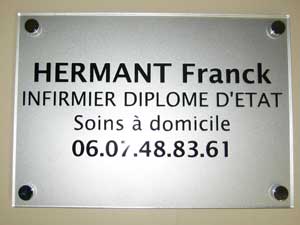 HERMANT Franck
INFIRMIER DIPLOME D'ETAT
Soins à domicile
06.07.48.83.61